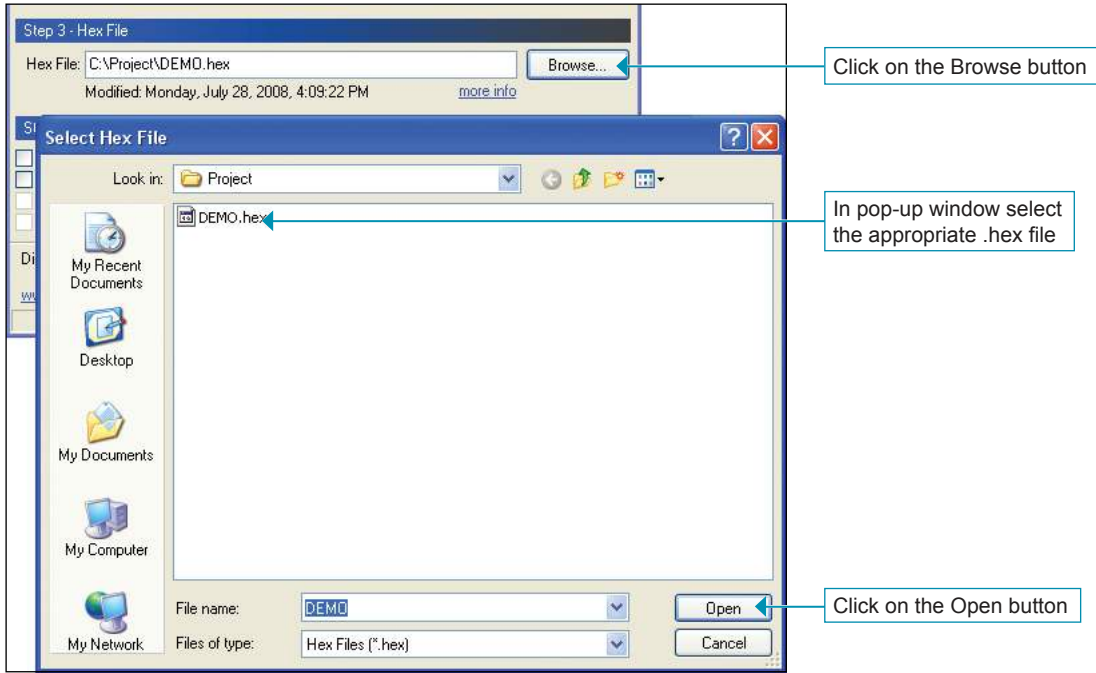 Step 3 - Hex File
Hex File: C:\Project\DEMO.hex Browse...
Click on the Browse button
Modified: Monday, July 28, 2008, 4:09:22 PM more info
Select Hex File
Look in: Project
DEMO.hex
In pop-up window select
the appropriate .hex file
My Recent
Documents
Desktop
My Documents
My Computer
My Network
File name: DEMO Open
Click on the Open button
Files of type: Hex Files (*.hex) Cancel